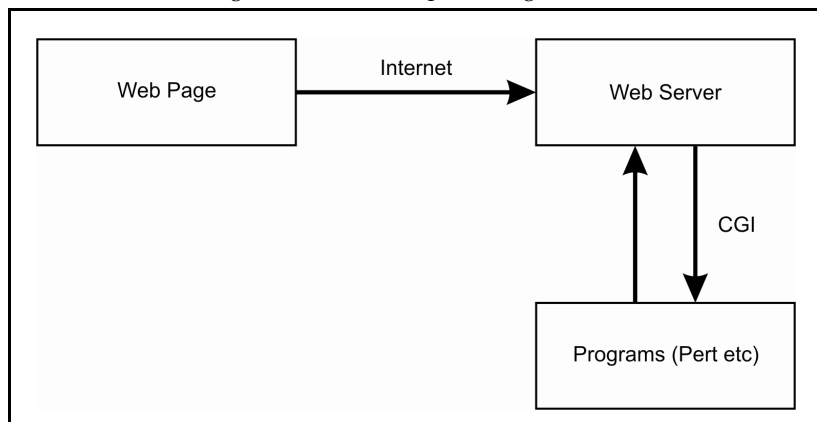 Internet
Web Page
Web Server
CGI
Programs (Pert etc)